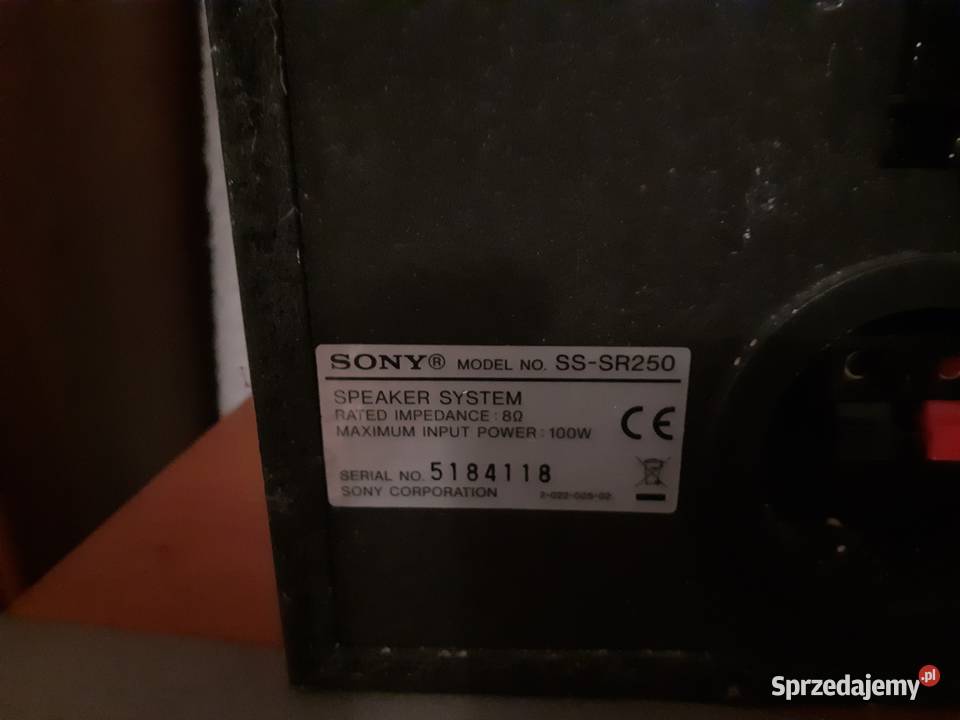 SONY® MODEL NO. SS-SR250
SPEAKER SYSTEM
RATED IMPEDANCE : 8Ω
MAXIMUM INPUT POWER : 100W
CE
SERIAL NO. 5184118
SONY CORPORATION
Sprzedajemy.pl